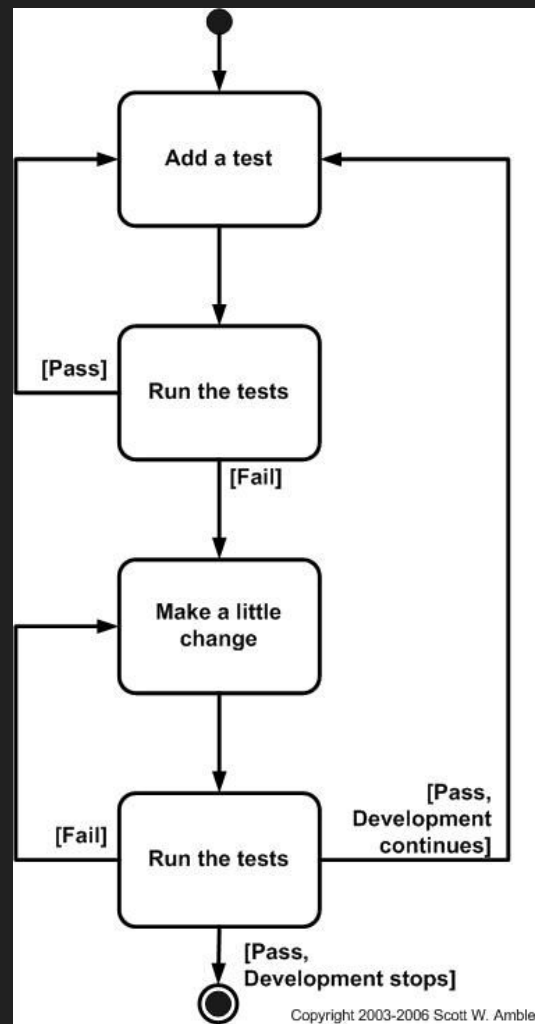 Add a test
[Pass]
Run the tests
[Fail]
Make a little
change
[Fail]
Run the tests
[Pass,
Development
continues]
[Pass,
Development stops]
Copyright 2003-2006 Scott W. Amble